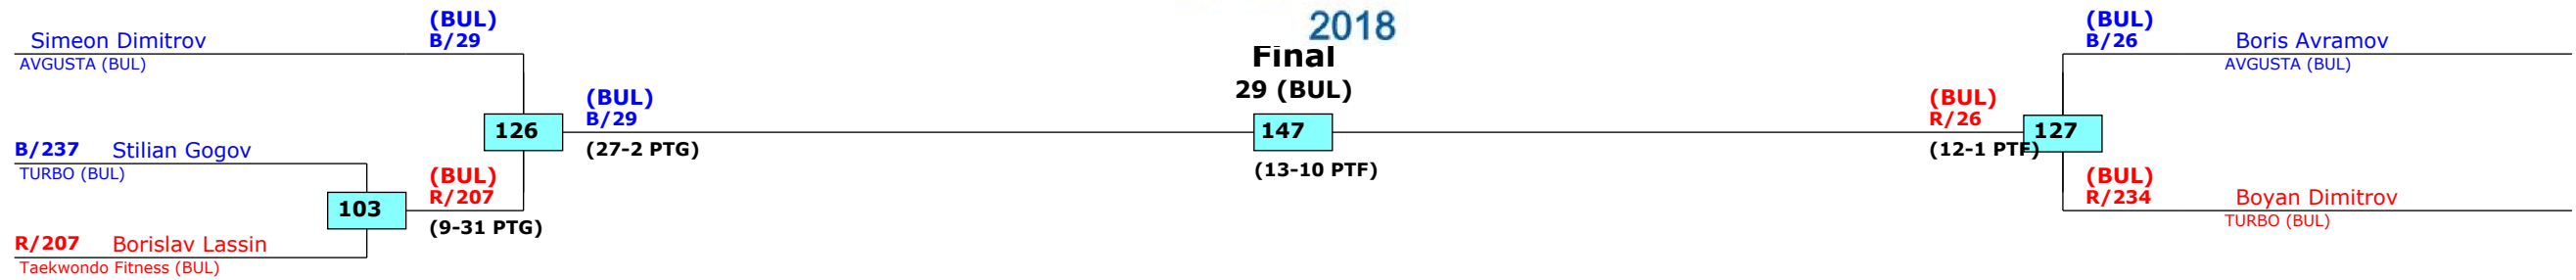 2018
Final
29 (BUL)
147
(13-10 PTF)
(BUL)
B/29
Simeon Dimitrov
AVGUSTA (BUL)
126
(BUL)
B/29
(27-2 PTG)
B/237 Stilian Gogov
TURBO (BUL)
103
(BUL)
R/207
(9-31 PTG)
R/207 Borislav Lassin
Taekwondo Fitness (BUL)
(BUL)
B/26 Boris Avramov
AVGUSTA (BUL)
(BUL)
R/26
127
(12-1 PTF)
(BUL)
R/234 Boyan Dimitrov
TURBO (BUL)